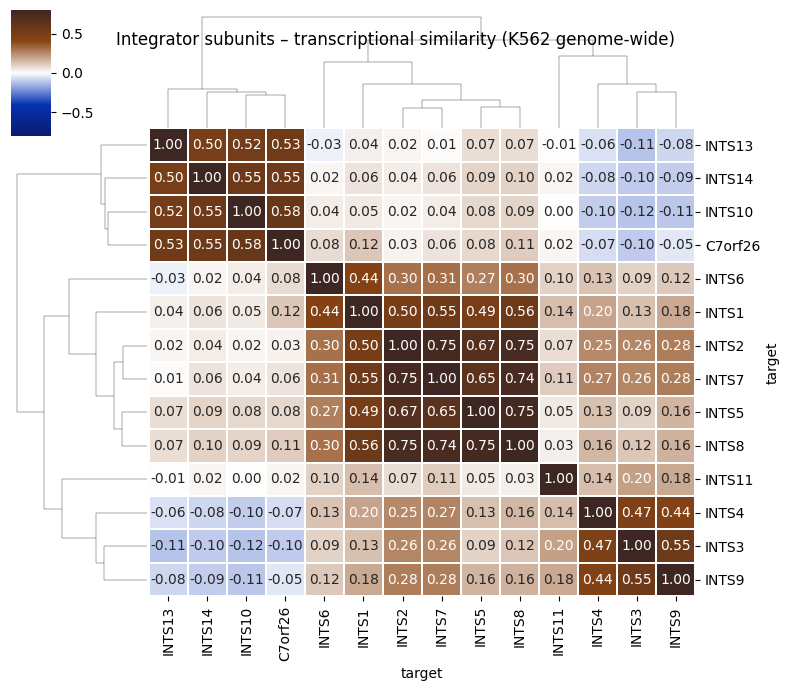 Integrator subunits – transcriptional similarity (K562 genome-wide)
0.5
0.0
−0.5
1.00 0.50 0.52 0.53 -0.03 0.04 0.02 0.01 0.07 0.07 -0.01 -0.06 -0.11 -0.08 INTS13
0.50 1.00 0.55 0.55 0.02 0.06 0.04 0.06 0.09 0.10 0.02 -0.08 -0.10 -0.09 INTS14
0.52 0.55 1.00 0.58 0.04 0.05 0.02 0.04 0.08 0.09 0.00 -0.10 -0.12 -0.11 INTS10
0.53 0.55 0.58 1.00 0.08 0.12 0.03 0.06 0.08 0.11 0.02 -0.07 -0.10 -0.05 C7orf26
-0.03 0.02 0.04 0.08 1.00 0.44 0.30 0.31 0.27 0.30 0.10 0.13 0.09 0.12 INTS6
0.04 0.06 0.05 0.12 0.44 1.00 0.50 0.55 0.49 0.56 0.14 0.20 0.13 0.18 INTS1
0.02 0.04 0.02 0.03 0.30 0.50 1.00 0.75 0.67 0.75 0.07 0.25 0.26 0.28 INTS2
0.01 0.06 0.04 0.06 0.31 0.55 0.75 1.00 0.65 0.74 0.11 0.27 0.26 0.28 INTS7
0.07 0.09 0.08 0.08 0.27 0.49 0.67 0.65 1.00 0.75 0.05 0.13 0.09 0.16 INTS5
0.07 0.10 0.09 0.11 0.30 0.56 0.75 0.74 0.75 1.00 0.03 0.16 0.12 0.16 INTS8
-0.01 0.02 0.00 0.02 0.10 0.14 0.07 0.11 0.05 0.03 1.00 0.14 0.20 0.18 INTS11
-0.06 -0.08 -0.10 -0.07 0.13 0.20 0.25 0.27 0.13 0.16 0.14 1.00 0.47 0.44 INTS4
-0.11 -0.10 -0.12 -0.10 0.09 0.13 0.26 0.26 0.09 0.12 0.20 0.47 1.00 0.55 INTS3
-0.08 -0.09 -0.11 -0.05 0.12 0.18 0.28 0.28 0.16 0.16 0.18 0.44 0.55 1.00 INTS9
target
INTS13 INTS14 INTS10 C7orf26 INTS6 INTS1 INTS2 INTS7 INTS5 INTS8 INTS11 INTS4 INTS3 INTS9
target